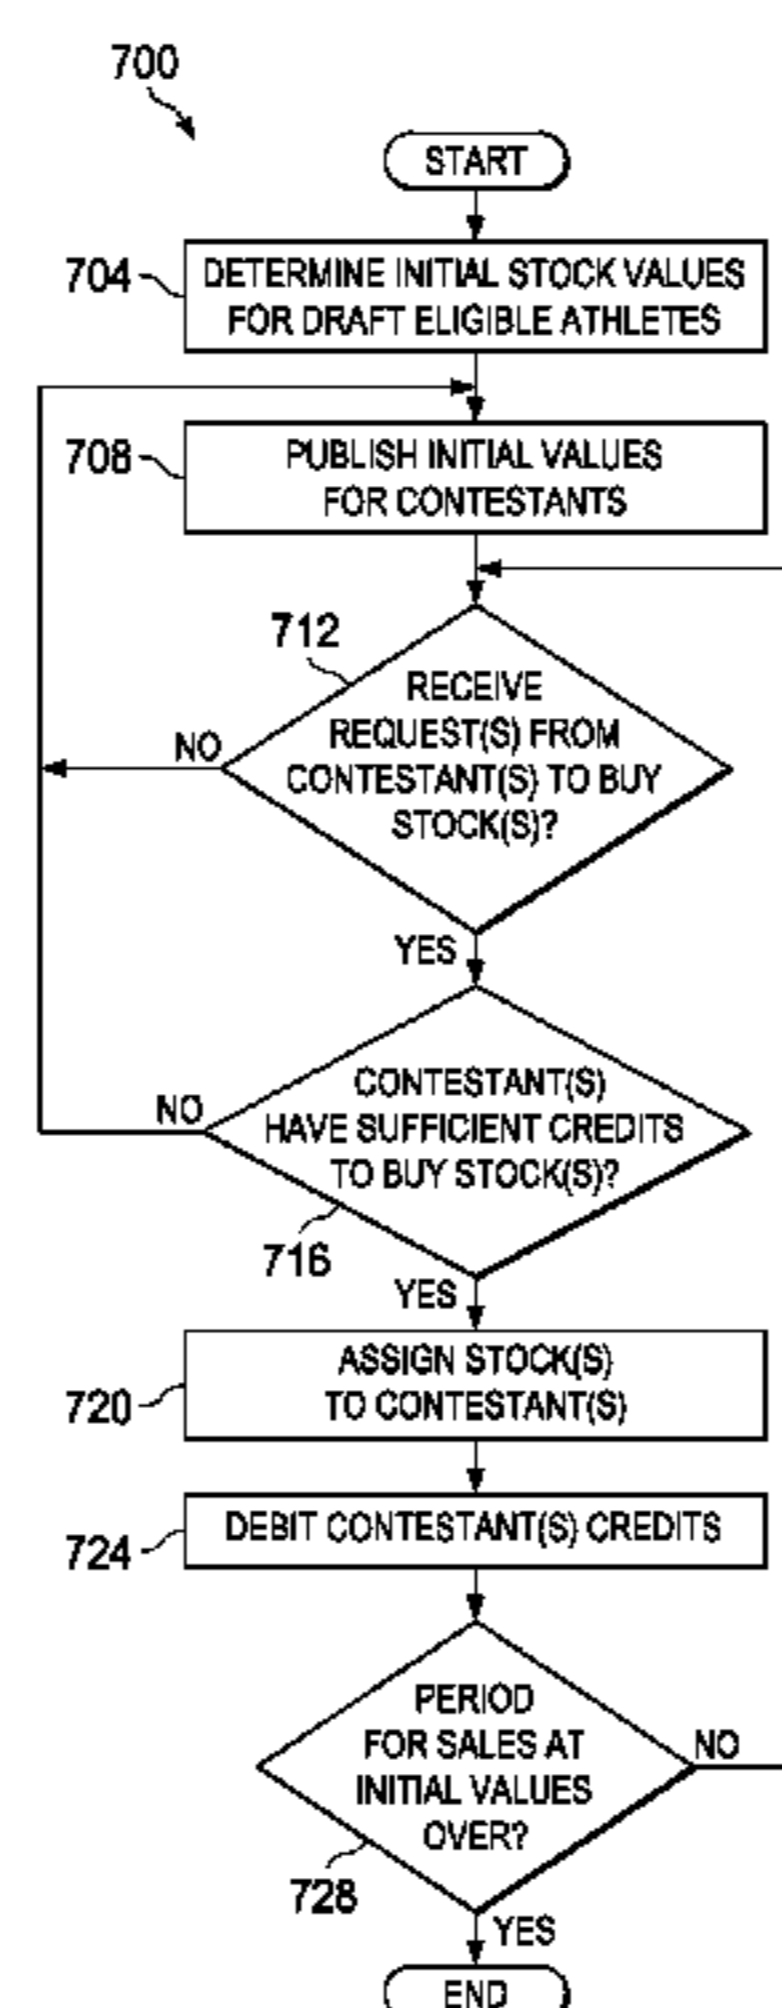 700
START
704
DETERMINE INITIAL STOCK VALUES
FOR DRAFT ELIGIBLE ATHLETES
708
PUBLISH INITIAL VALUES
FOR CONTESTANTS
712
RECEIVE
REQUEST(S) FROM
CONTESTANT(S) TO BUY
STOCK(S)?
NO
YES
CONTESTANT(S)
HAVE SUFFICIENT CREDITS
TO BUY STOCK(S)?
NO
716
YES
720
ASSIGN STOCK(S)
TO CONTESTANT(S)
724
DEBIT CONTESTANT(S) CREDITS
PERIOD
FOR SALES AT
INITIAL VALUES
OVER?
NO
728
YES
END